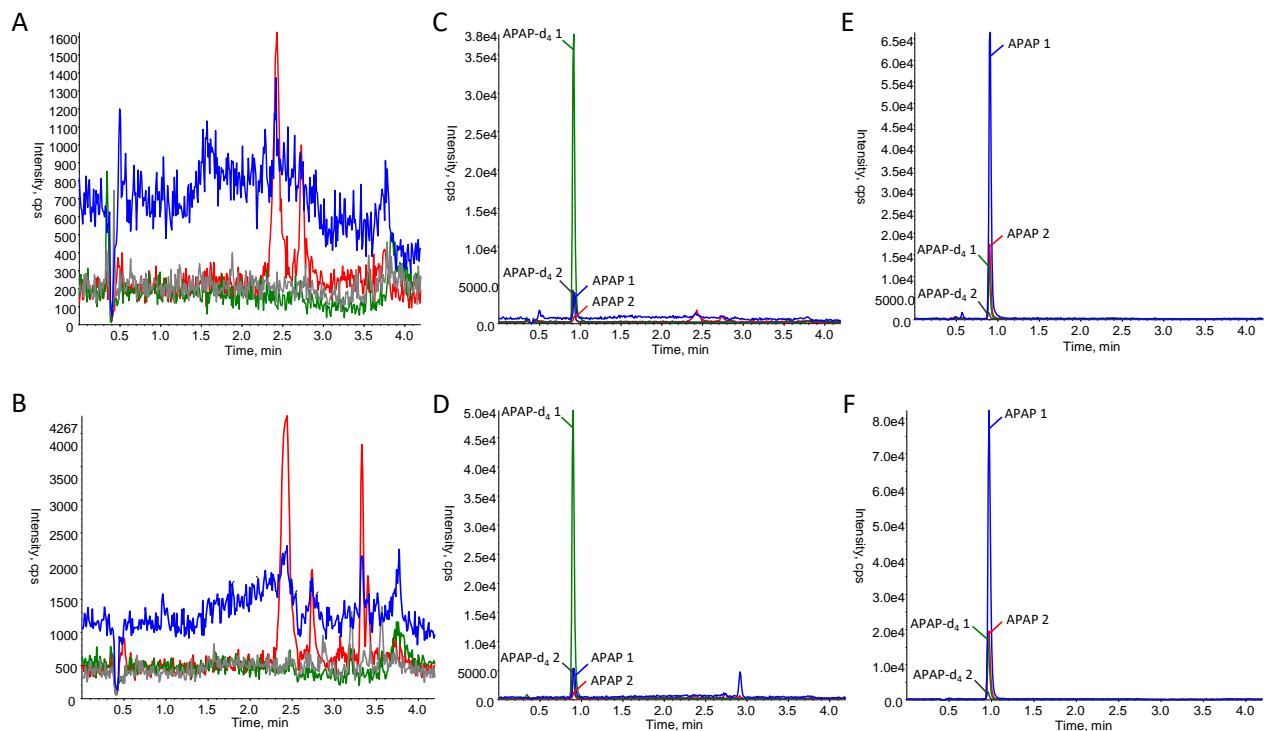 A
1600
1500
1400
1300
1200
1100
1000
900
800
700
600
500
400
300
200
100
0
Intensity, cps
0.5 1.0 1.5 2.0 2.5 3.0 3.5 4.0
Time, min
C
3.8e4
3.5e4
3.0e4
2.5e4
2.0e4
1.5e4
1.0e4
5000.0
0.0
Intensity, cps
APAP-d₄ 1
APAP-d₄ 2
APAP 1
APAP 2
0.5 1.0 1.5 2.0 2.5 3.0 3.5 4.0
Time, min
E
6.5e4
6.0e4
5.5e4
5.0e4
4.5e4
4.0e4
3.5e4
3.0e4
2.5e4
2.0e4
1.5e4
1.0e4
5000.0
0.0
Intensity, cps
APAP 1
APAP 2
APAP-d₄ 1
APAP-d₄ 2
0.5 1.0 1.5 2.0 2.5 3.0 3.5 4.0
Time, min
B
4267
4000
3500
3000
2500
2000
1500
1000
500
0
Intensity, cps
0.5 1.0 1.5 2.0 2.5 3.0 3.5 4.0
Time, min
D
5.0e4
4.5e4
4.0e4
3.5e4
3.0e4
2.5e4
2.0e4
1.5e4
1.0e4
5000.0
0.0
Intensity, cps
APAP-d₄ 1
APAP-d₄ 2
APAP 1
APAP 2
0.5 1.0 1.5 2.0 2.5 3.0 3.5 4.0
Time, min
F
8.0e4
7.0e4
6.0e4
5.0e4
4.0e4
3.0e4
2.0e4
1.0e4
0.0
Intensity, cps
APAP 1
APAP 2
APAP-d₄ 1
APAP-d₄ 2
0.5 1.0 1.5 2.0 2.5 3.0 3.5 4.0
Time, min